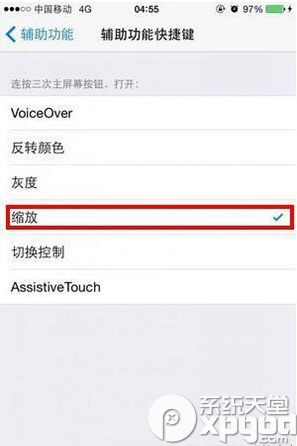 中国移动 4G 04:55 97%
辅助功能 辅助功能快捷键
连按三次主屏幕按钮，打开：
VoiceOver
反转颜色
灰度
缩放
切换控制
AssistiveTouch
系统天堂
xpgod